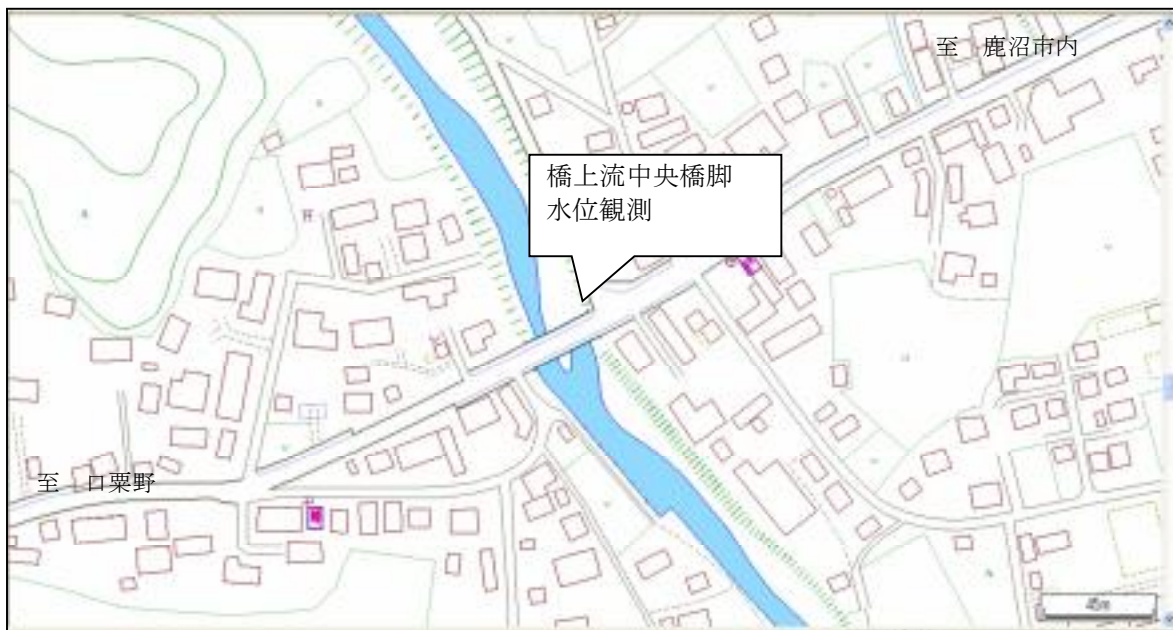 至　鹿沼市内
橋上流中央橋脚
水位観測
至　口粟野